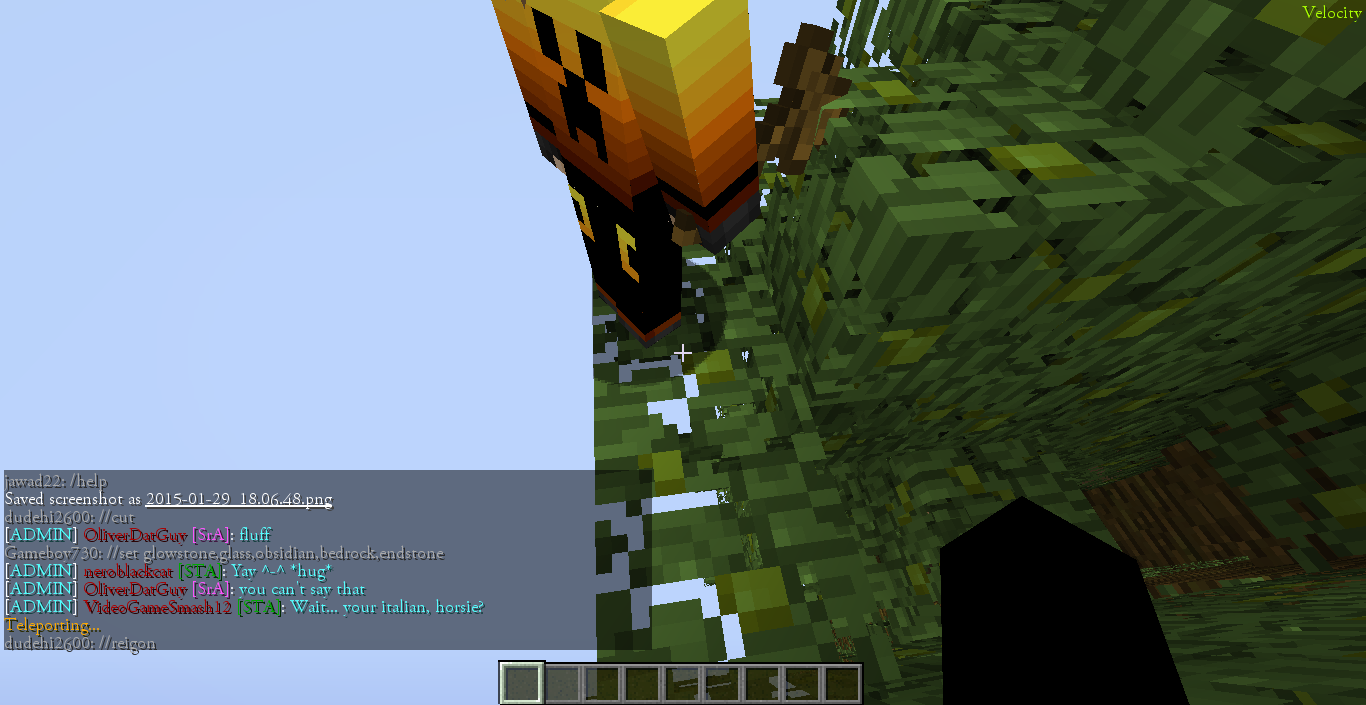 Velocity
jawad22: //help
Saved screenshot as 2015-01-29_18.06.48.png
dudehi2600: //cut
[ADMIN] OliverDatGuy [SrA]: fluff
Gameboy730: //set glowstone,glass,obsidian,bedrock,endstone
[ADMIN] neroblackcat [STA]: Yay ^-^ *hug*
[ADMIN] OliverDatGuy [SrA]: you can't say that
[ADMIN] VideoGameSmash12 [STA]: Wait... your italian, horsie?
Teleporting...
dudehi2600: //reigon